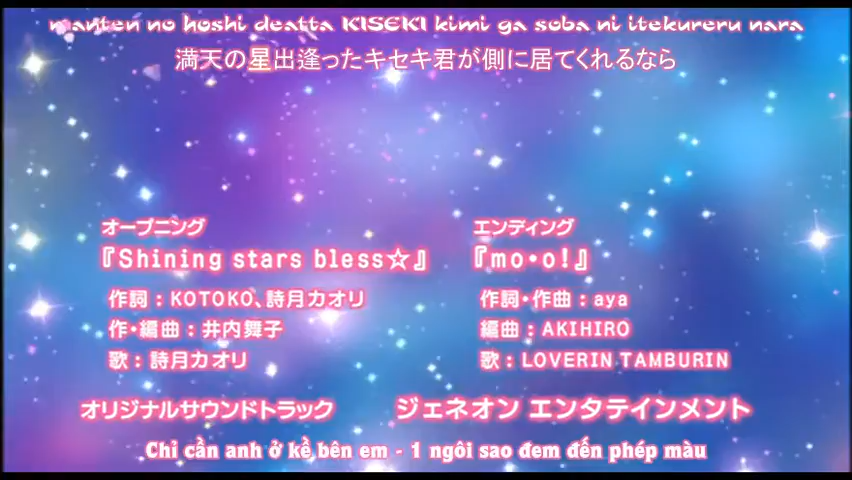 manten no hoshi deatta KISEKI kimi ga soba ni itekureru nara
満天の星出逢ったキセキ君が側に居てくれるなら
オープニング
『Shining stars bless☆』
作詞：KOTOKO、詩月カオリ
作・編曲：井内舞子
歌：詩月カオリ
エンディング
『mo・o!』
作詞・作曲：aya
編曲：AKIHIRO
歌：LOVERIN TAMBURIN
オリジナルサウンドトラック
ジェネオン エンタテインメント
Chỉ cần anh ở kề bên em - 1 ngôi sao đem đến phép màu